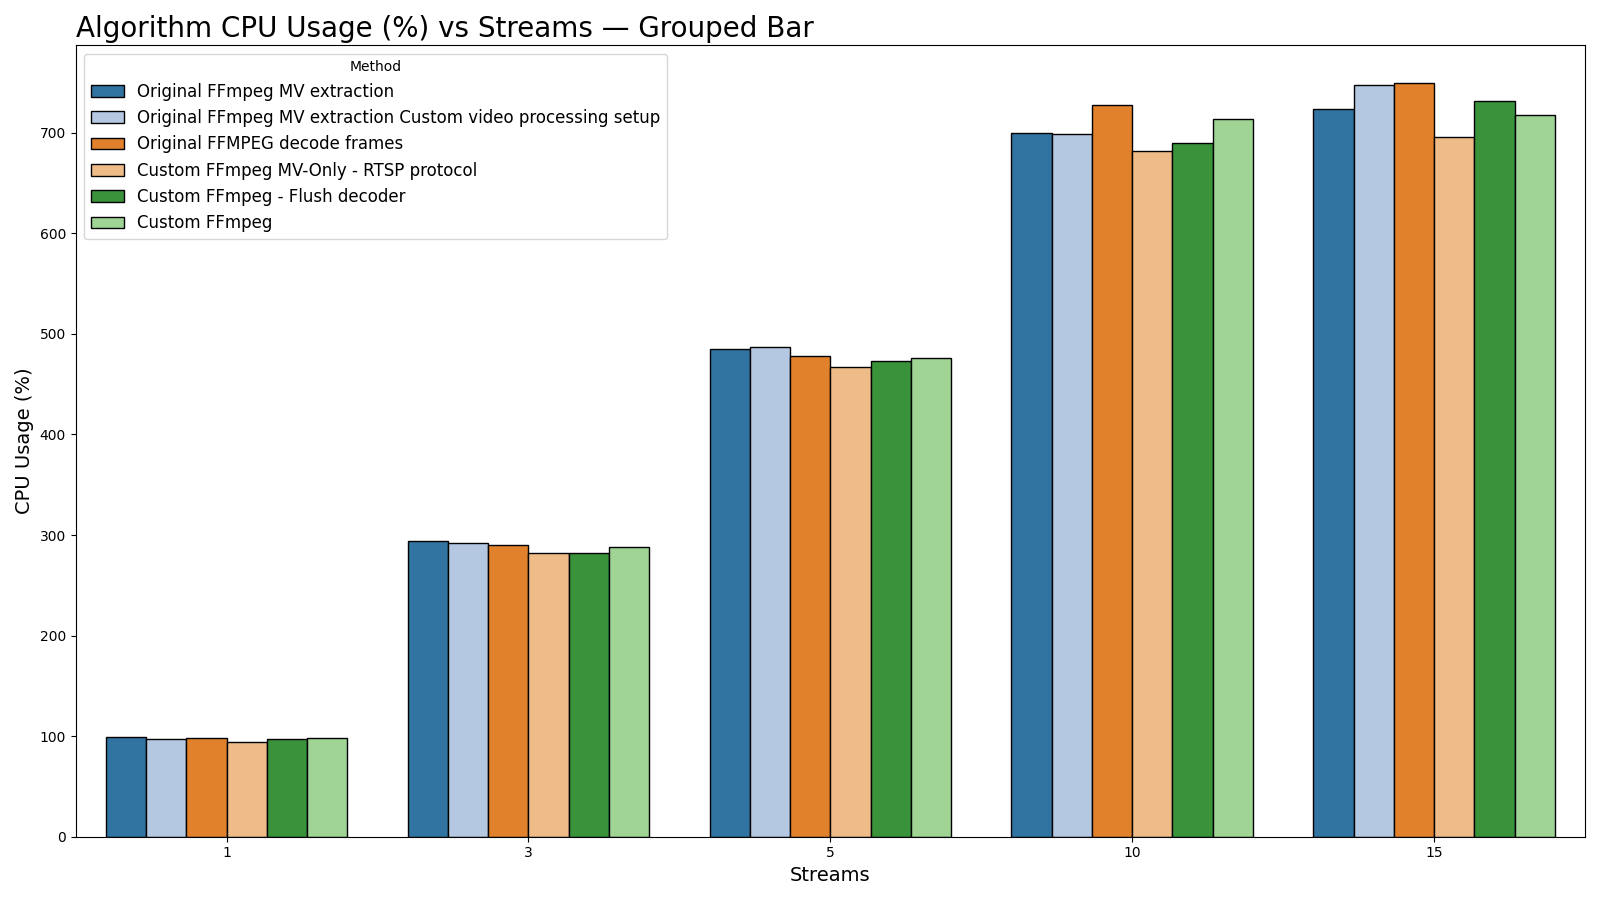 Algorithm CPU Usage (%) vs Streams — Grouped Bar
Method
Original FFmpeg MV extraction
Original FFmpeg MV extraction Custom video processing setup
Original FFMPEG decode frames
Custom FFmpeg MV-Only - RTSP protocol
Custom FFmpeg - Flush decoder
Custom FFmpeg
CPU Usage (%)
700
600
500
400
300
200
100
0
1 3 5 10 15
Streams